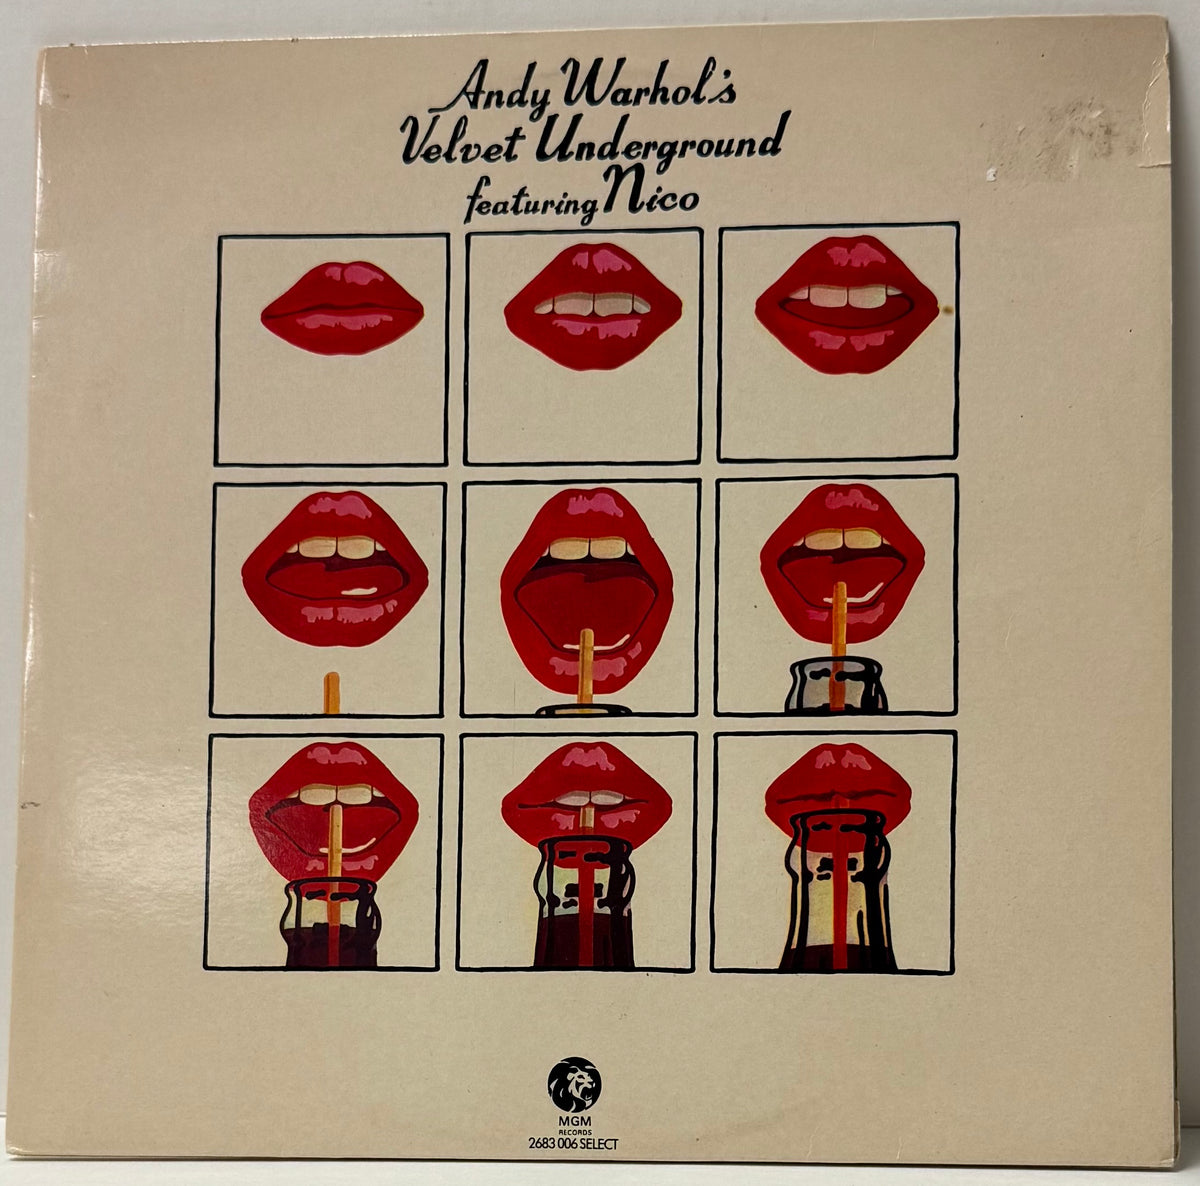 Andy Warhol's
Velvet Underground
featuring Nico
MGM
RECORDS
2683 006 SELECT